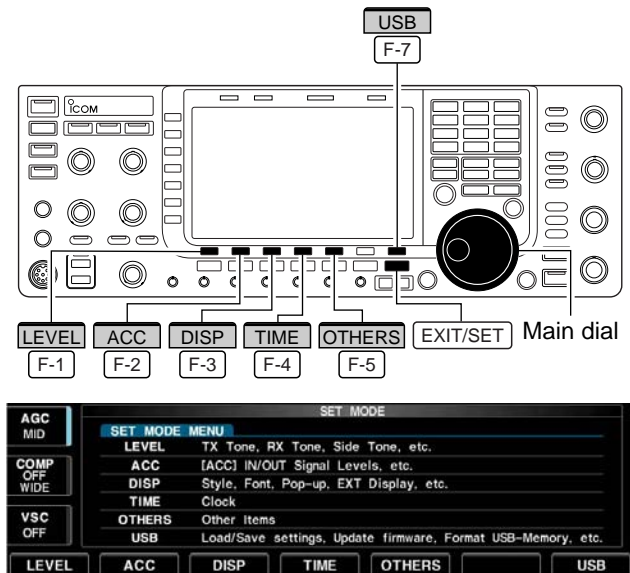 USB
F-7
ICOM
LEVEL ACC DISP TIME OTHERS EXIT/SET Main dial
F-1 F-2 F-3 F-4 F-5
SET MODE
AGC
MID
SET MODE MENU
LEVEL TX Tone, RX Tone, Side Tone, etc.
COMP
OFF
WIDE
ACC [ACC] IN/OUT Signal Levels, etc.
DISP Style, Font, Pop-up, EXT Display, etc.
TIME Clock
VSC
OFF
OTHERS Other Items
USB Load/Save settings, Update firmware, Format USB-Memory, etc.
LEVEL ACC DISP TIME OTHERS USB